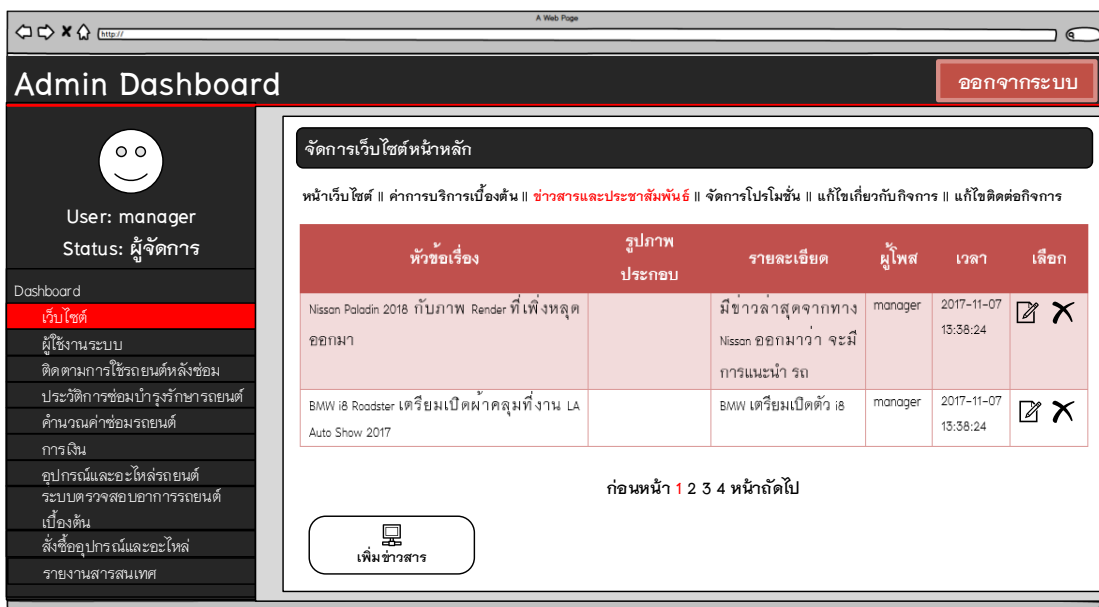 A Web Page
http://
Admin Dashboard
ออกจากระบบ
User: manager
Status: ผู้จัดการ
Dashboard
เว็บไซต์
ผู้ใช้งานระบบ
ติดตามการใช้รถยนต์หลังซ่อม
ประวัติการซ่อมบำรุงรักษารถยนต์
คำนวณค่าซ่อมรถยนต์
การเงิน
อุปกรณ์และอะไหล่รถยนต์
ระบบตรวจสอบอาการรถยนต์
เบื้องต้น
สั่งซื้ออุปกรณ์และอะไหล่
รายงานสารสนเทศ
จัดการเว็บไซต์หน้าหลัก
หน้าเว็บไซต์ || ค่าการบริการเบื้องต้น || ข่าวสารและประชาสัมพันธ์ || จัดการโปรโมชั่น || แก้ไขเกี่ยวกับกิจการ || แก้ไขติดต่อกิจการ
หัวข้อเรื่อง
รูปภาพ
ประกอบ
รายละเอียด
ผู้โพส
เวลา
เลือก
Nissan Paladin 2018 กับภาพ Render ที่เพิ่งหลุด
ออกมา
มีข่าวล่าสุดจากทาง
Nissan ออกมาว่า จะมี
การแนะนำ รถ
manager
2017-11-07
13:38:24
BMW i8 Roadster เตรียมเปิดผ้าคลุมที่งาน LA
Auto Show 2017
BMW เตรียมเปิดตัว i8
manager
2017-11-07
13:38:24
ก่อนหน้า 1 2 3 4 หน้าถัดไป
เพิ่มข่าวสาร